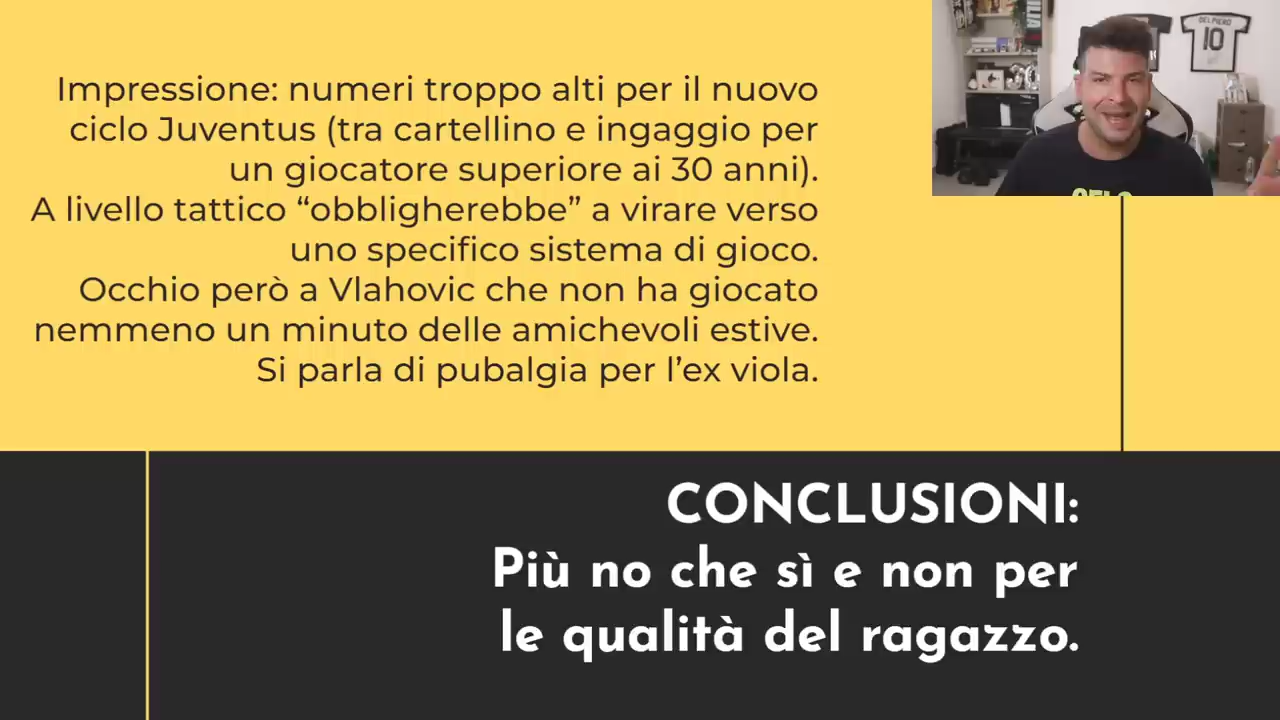 Impressione: numeri troppo alti per il nuovo
ciclo Juventus (tra cartellino e ingaggio per
un giocatore superiore ai 30 anni).
A livello tattico “obbligherebbe” a virare verso
uno specifico sistema di gioco.
Occhio però a Vlahovic che non ha giocato
nemmeno un minuto delle amichevoli estive.
Si parla di pubalgia per l’ex viola.
DEL PIERO
10
CONCLUSIONI:
Più no che sì e non per
le qualità del ragazzo.